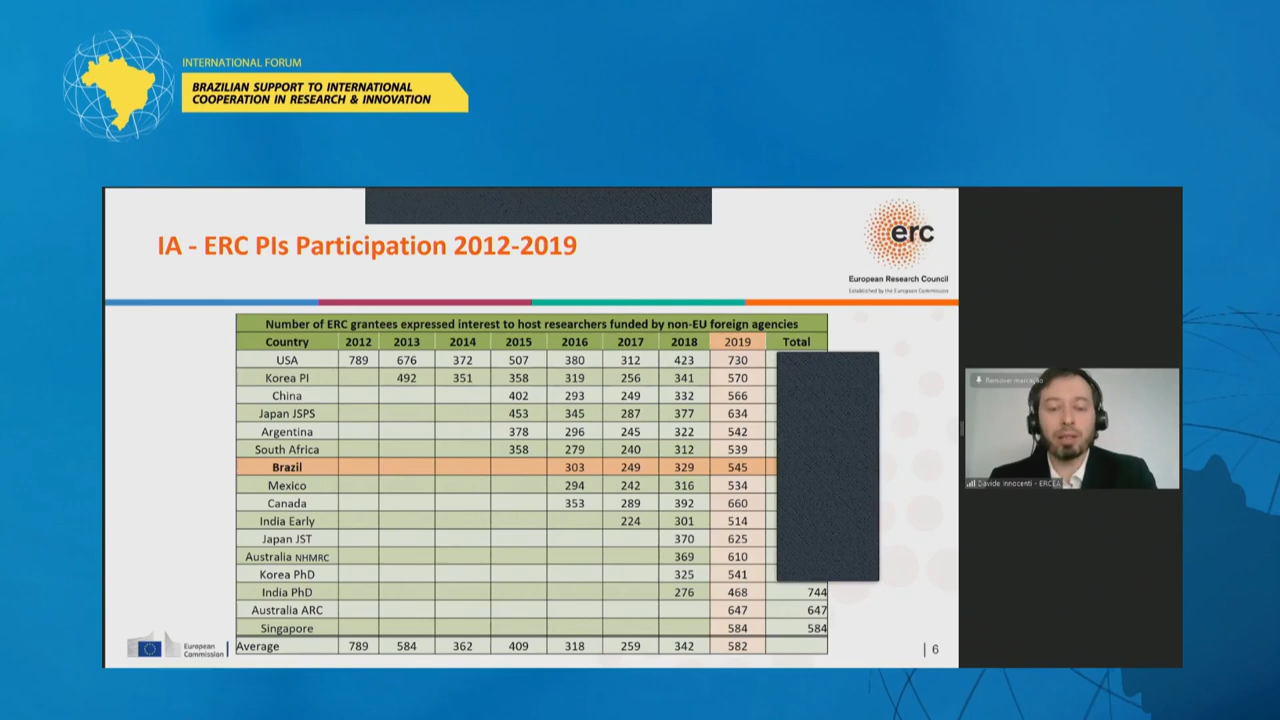 INTERNATIONAL FORUM
BRAZILIAN SUPPORT TO INTERNATIONAL
COOPERATION IN RESEARCH & INNOVATION
IA - ERC PIs Participation 2012-2019
erc
European Research Council
Established by the European Commission
Number of ERC grantees expressed interest to host researchers funded by non-EU foreign agencies
Country 2012 2013 2014 2015 2016 2017 2018 2019 Total
USA 789 676 372 507 380 312 423 730
Korea PI 492 351 358 319 256 341 570
China 402 293 249 332 566
Japan JSPS 453 345 287 377 634
Argentina 378 296 245 322 542
South Africa 358 279 240 312 539
Brazil 303 249 329 545
Mexico 294 242 316 534
Canada 353 289 392 660
India Early 224 301 514
Japan JST 370 625
Australia NHMRC 369 610
Korea PhD 325 541
India PhD 276 468 744
Australia ARC 647 647
Singapore 584 584
Average 789 584 362 409 318 259 342 582
European
Commission
6
Remover marcação
Davide Innocenti - ERCEA